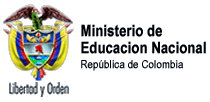 Ministerio de
Educacion Nacional
República de Colombia
Libertad y Orden